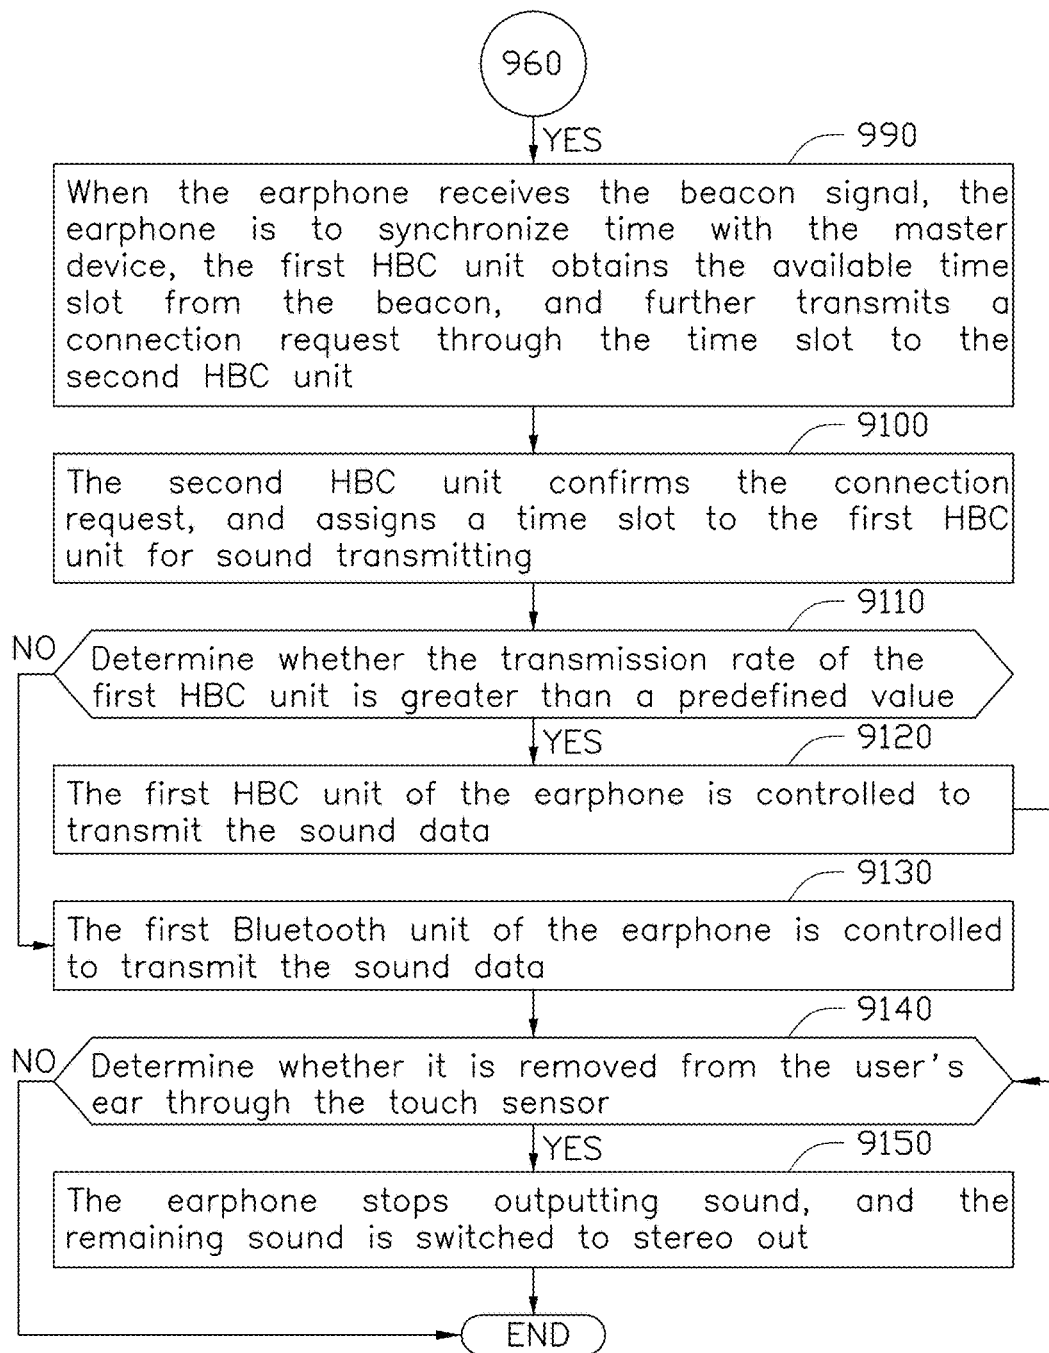 960
YES
990
When the earphone receives the beacon signal, the
earphone is to synchronize time with the master
device, the first HBC unit obtains the available time
slot from the beacon, and further transmits a
connection request through the time slot to the
second HBC unit
9100
The second HBC unit confirms the connection
request, and assigns a time slot to the first HBC
unit for sound transmitting
9110
NO
Determine whether the transmission rate of the
first HBC unit is greater than a predefined value
YES
9120
The first HBC unit of the earphone is controlled to
transmit the sound data
9130
The first Bluetooth unit of the earphone is controlled
to transmit the sound data
9140
NO
Determine whether it is removed from the user's
ear through the touch sensor
YES
9150
The earphone stops outputting sound, and the
remaining sound is switched to stereo out
END